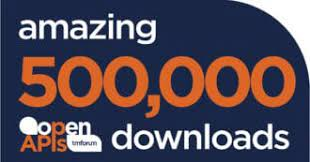 amazing
500,000
open
APIs tmforum
downloads